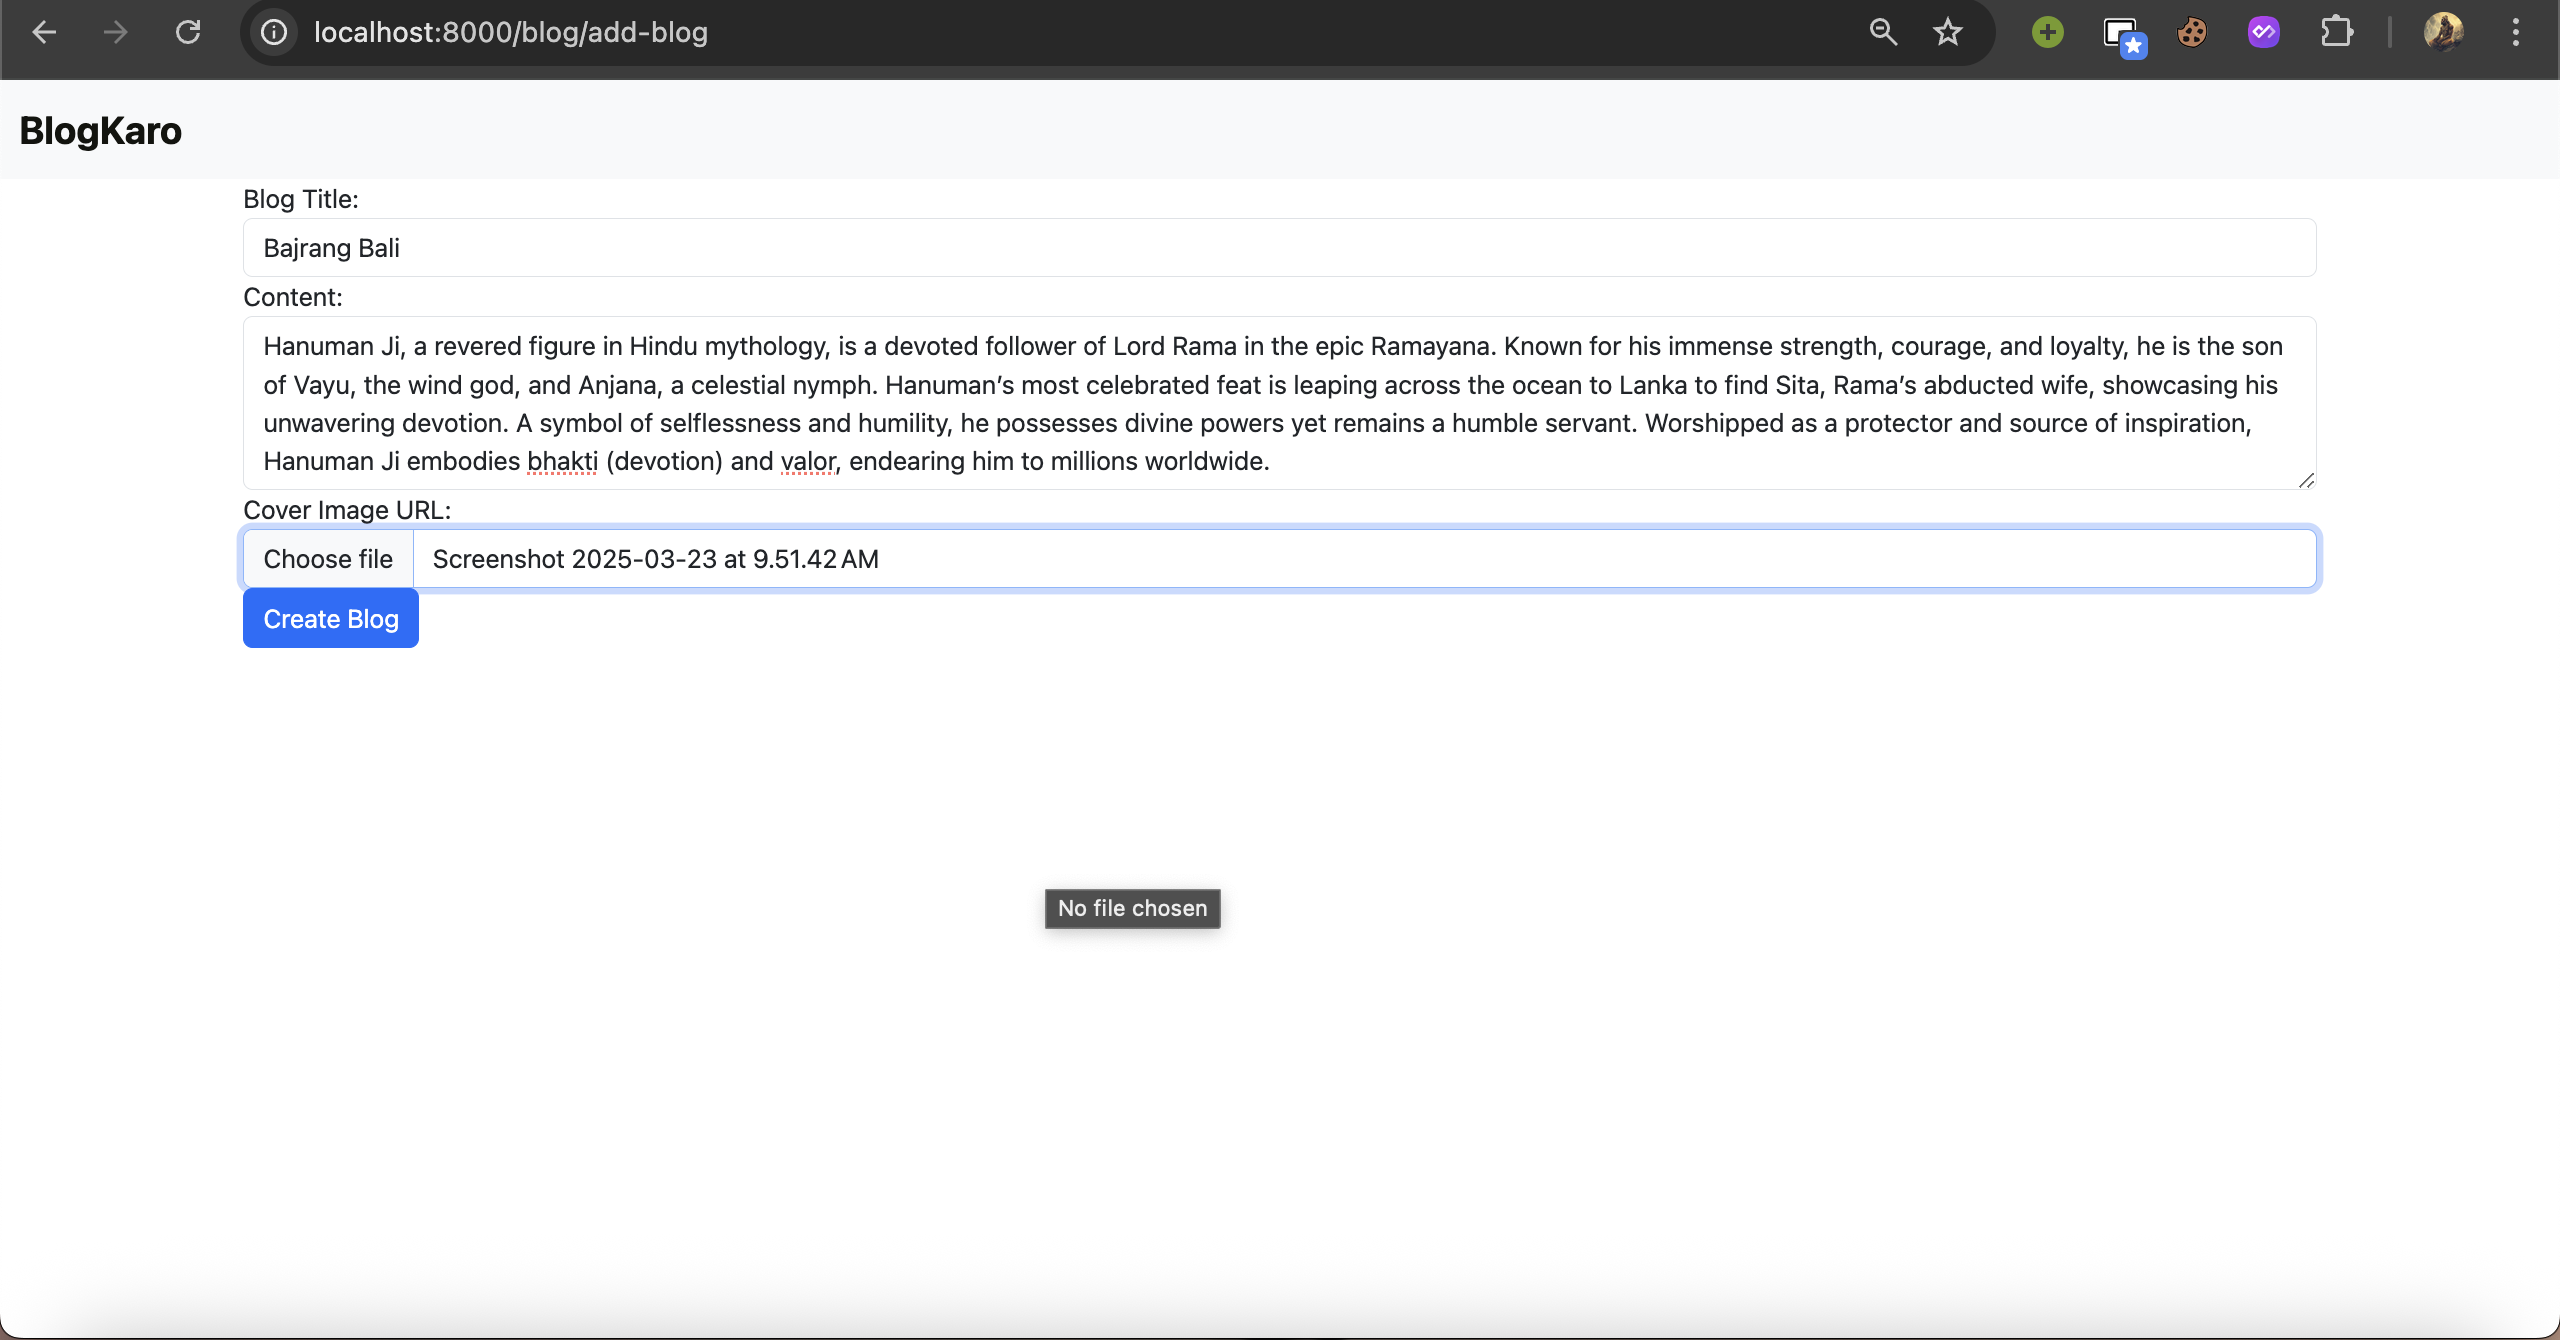 localhost:8000/blog/add-blog
BlogKaro
Blog Title:
Bajrang Bali
Content:
Hanuman Ji, a revered figure in Hindu mythology, is a devoted follower of Lord Rama in the epic Ramayana. Known for his immense strength, courage, and loyalty, he is the son
of Vayu, the wind god, and Anjana, a celestial nymph. Hanuman’s most celebrated feat is leaping across the ocean to Lanka to find Sita, Rama’s abducted wife, showcasing his
unwavering devotion. A symbol of selflessness and humility, he possesses divine powers yet remains a humble servant. Worshipped as a protector and source of inspiration,
Hanuman Ji embodies bhakti (devotion) and valor, endearing him to millions worldwide.
Cover Image URL:
Choose file Screenshot 2025-03-23 at 9.51.42 AM
Create Blog
No file chosen